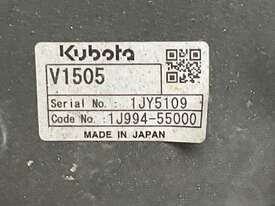 Kubota
V1505
Serial No. : 1JY5109
Code No. : 1J994-55000
MADE IN JAPAN